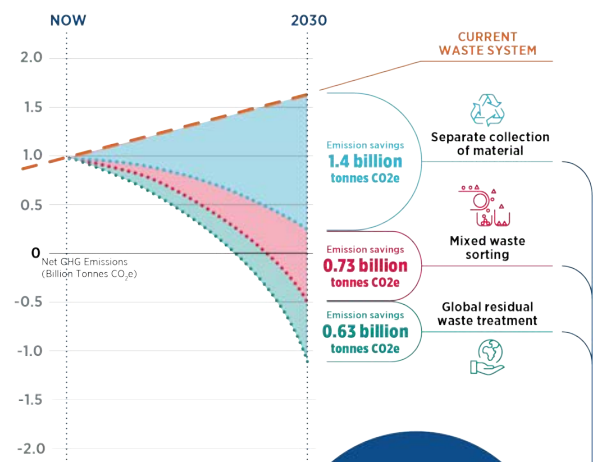 NOW
2030
CURRENT
WASTE SYSTEM
2.0
1.5
1.0
0.5
0
-0.5
-1.0
-1.5
-2.0
Net GHG Emissions
(Billion Tonnes CO₂e)
Emission savings
1.4 billion
tonnes CO2e
Separate collection
of material
Emission savings
0.73 billion
tonnes CO2e
Mixed waste
sorting
Emission savings
0.63 billion
tonnes CO2e
Global residual
waste treatment